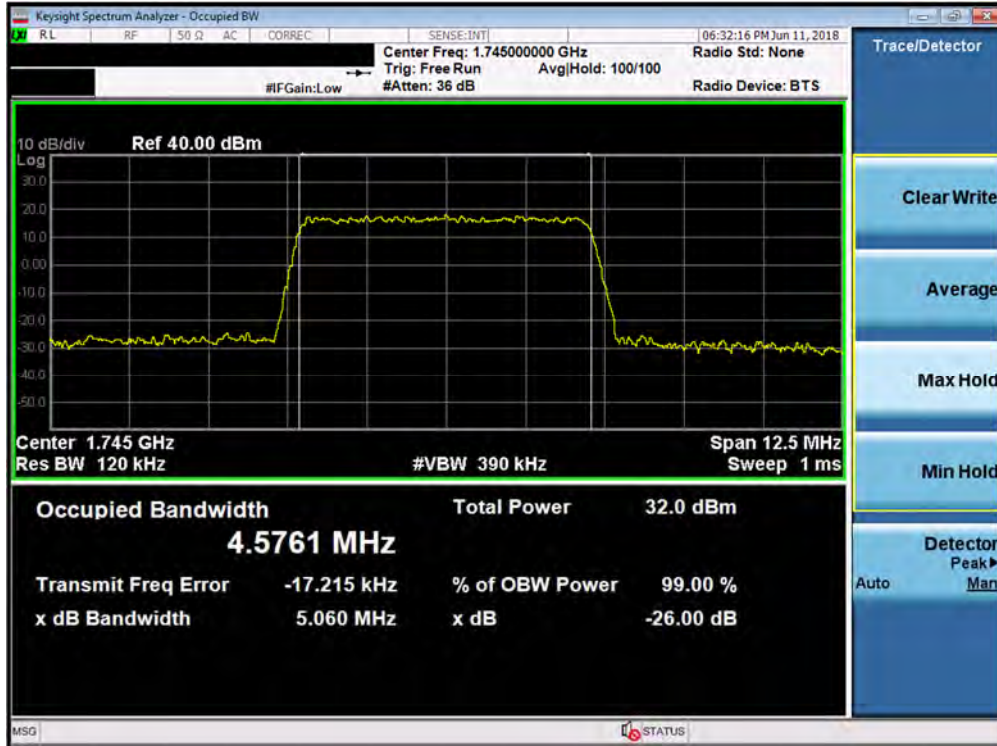 Keysight Spectrum Analyzer - Occupied BW
LXI RL RF 50 Ω AC CORREC SENSE:INT 06:32:16 PM Jun 11, 2018
Center Freq: 1.745000000 GHz Radio Std: None
Trig: Free Run Avg|Hold: 100/100
#IFGain:Low #Atten: 36 dB Radio Device: BTS
Trace/Detector
10 dB/div Ref 40.00 dBm
Log
30.0
20.0
10.0
0.00
-10.0
-20.0
-30.0
-40.0
-50.0
Center 1.745 GHz Span 12.5 MHz
Res BW 120 kHz #VBW 390 kHz Sweep 1 ms
Occupied Bandwidth Total Power 32.0 dBm
4.5761 MHz
Transmit Freq Error -17.215 kHz % of OBW Power 99.00 %
x dB Bandwidth 5.060 MHz x dB -26.00 dB
Clear Write
Average
Max Hold
Min Hold
Detector
Peak▶
Auto Man
MSG STATUS